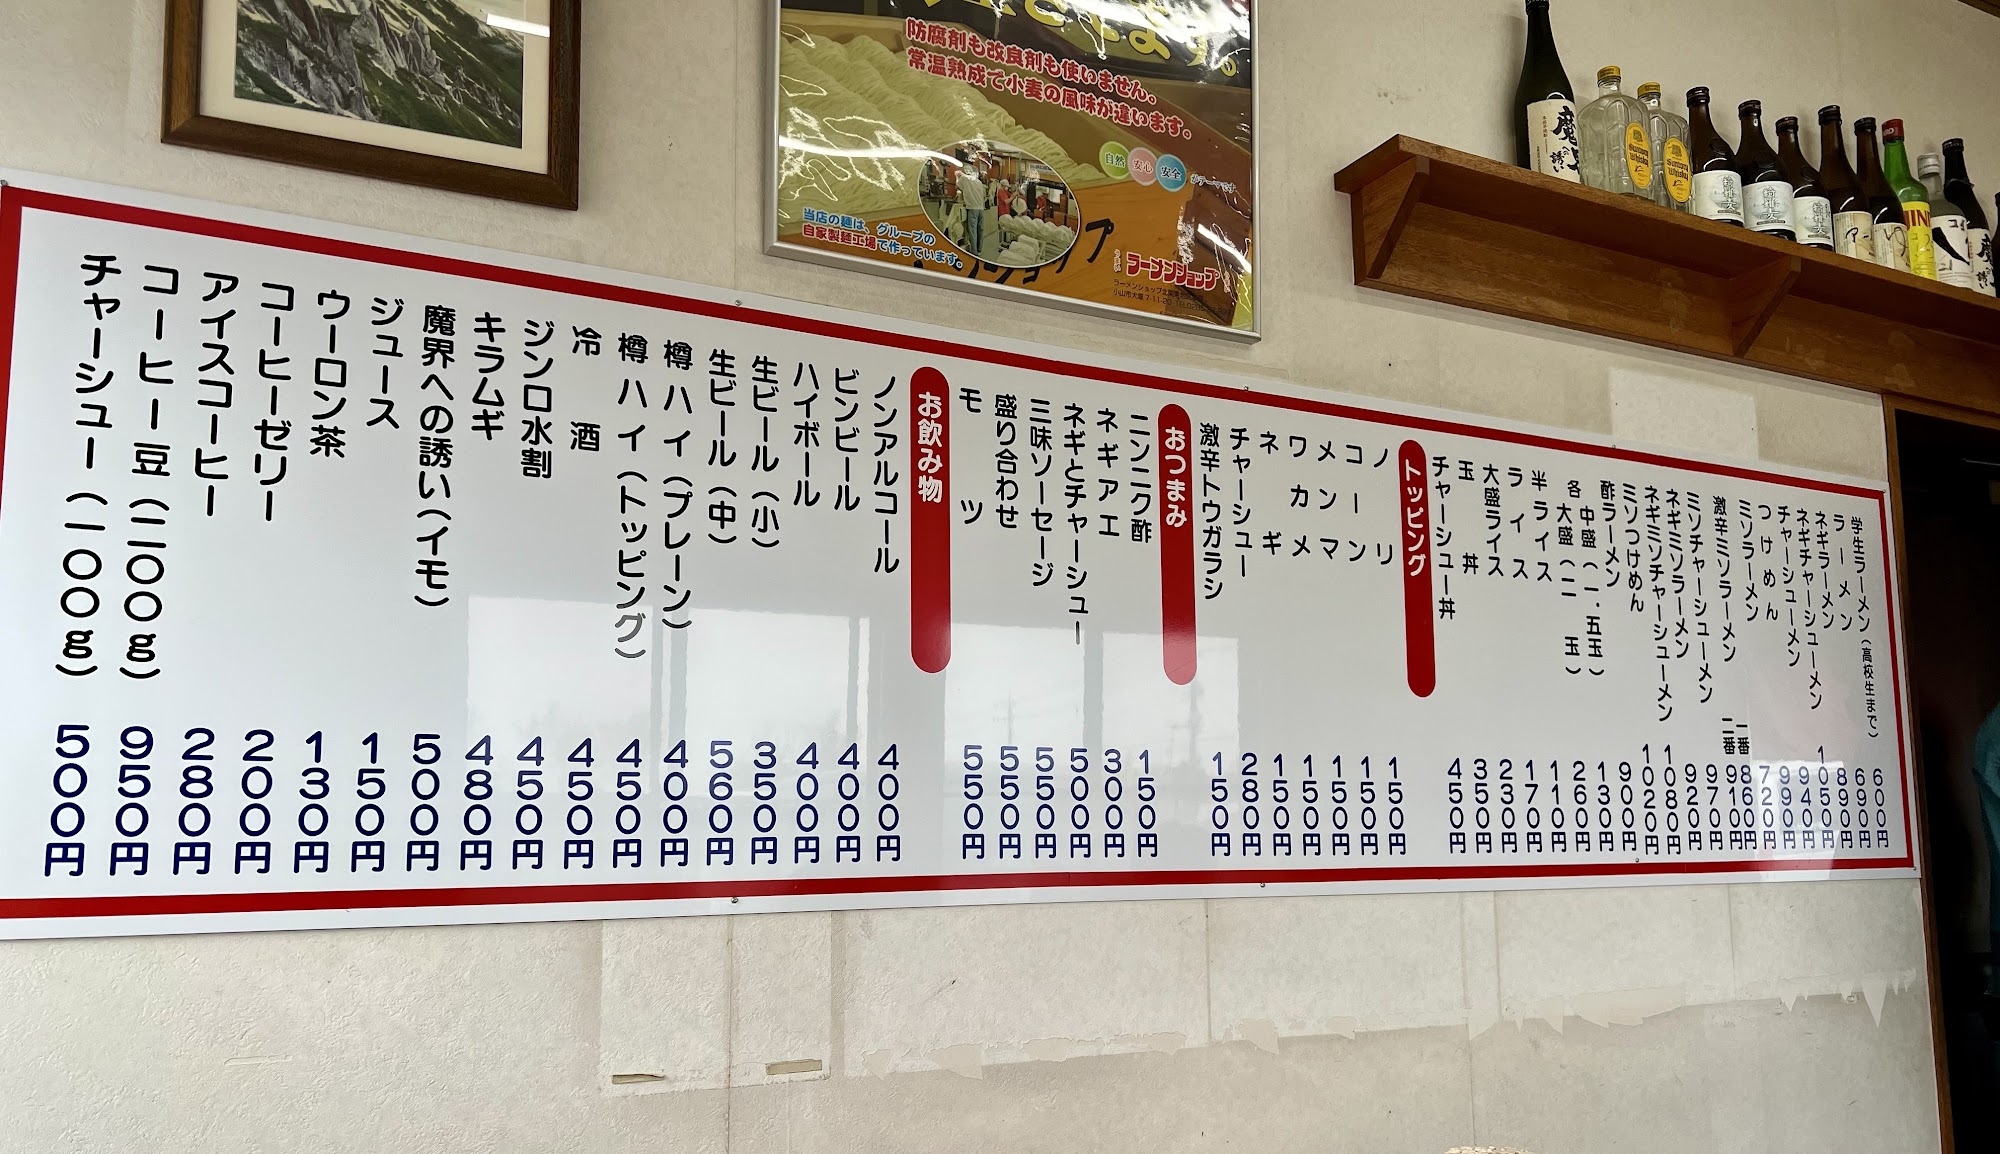 防腐剤も改良剤も使いません。
常温熟成で小麦の風味が違います。
自然 安心 安全 がテーマです
当店の麺は、グループの
自家製麺工場で作っています。
ラーメンショップ
魔界への誘い
Suntory Whisky
Suntory Whisky
学生ラーメン（高校生まで） 600円
ラーメン 690円
ネギラーメン 890円
ネギチャーシューメン 1050円
チャーシューメン 940円
つけめん 990円
ミソラーメン 720円
激辛ミソラーメン 一番 860円
二番 910円
ミソチャーシューメン 970円
ネギミソラーメン 920円
ネギミソチャーシューメン 1080円
ミソつけめん 1020円
酢ラーメン 900円
中盛（一．五玉） 130円
各 大盛（二 玉） 260円
半ライス 110円
ライス 170円
大盛ライス 230円
玉丼 350円
チャーシュー丼 450円
トッピング
ノリ 150円
コーン 150円
メンマ 150円
ワカメ 150円
ネギ 150円
チャーシュー 280円
激辛トウガラシ 150円
おつまみ
ニンニク酢 150円
ネギアエ 300円
ネギとチャーシュー 500円
三味ソーセージ 550円
盛り合わせ 550円
モツ 550円
お飲み物
ノンアルコール 400円
ビンビール 400円
ハイボール 400円
生ビール（小） 350円
生ビール（中） 560円
樽ハイ（プレーン） 400円
樽ハイ（トッピング） 450円
冷酒 450円
ジンロ水割 450円
キラムギ 480円
魔界への誘い（イモ） 500円
ジュース 150円
ウーロン茶 130円
コーヒーゼリー 200円
アイスコーヒー 280円
コーヒー豆（二〇〇g） 950円
チャーシュー（一〇〇g） 500円